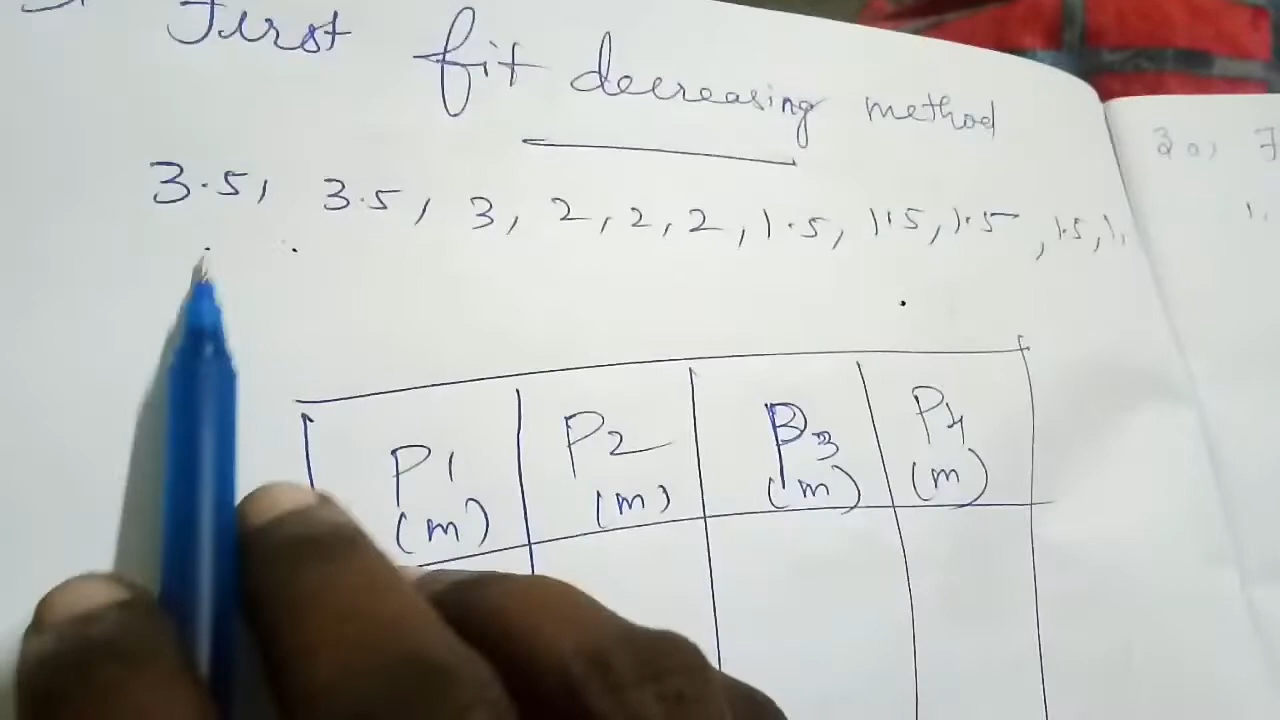 First fit decreasing method
3.5, 3.5, 3, 2, 2, 2, 1.5, 1.5, 1.5, 1.5, 1,
P1 P2 P3 P4
(m) (m) (m) (m)